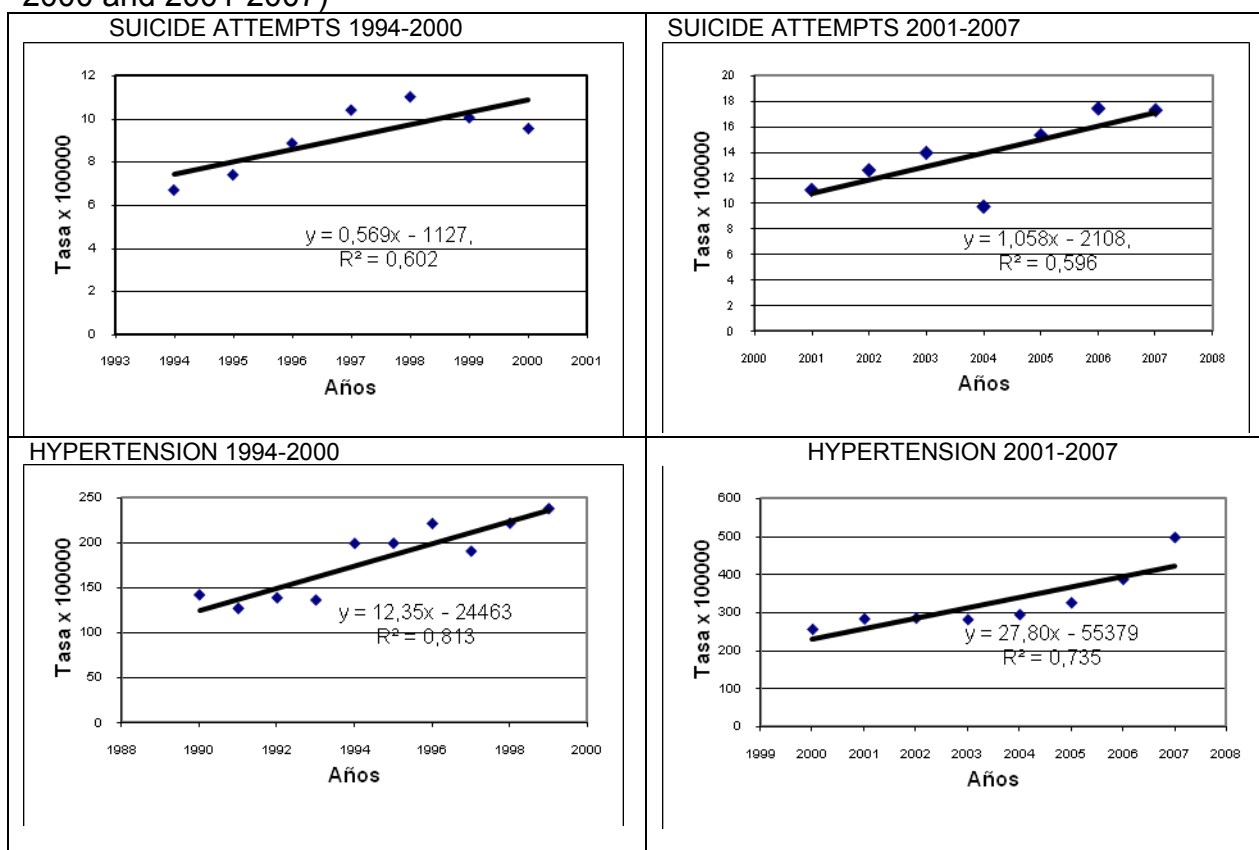 2000 and 2001-2007)
SUICIDE ATTEMPTS 1994-2000
12
10
8
6
4
2
0
Tasa x 100000
y = 0,569x - 1127,
R² = 0,602
1993 1994 1995 1996 1997 1998 1999 2000 2001
Años
SUICIDE ATTEMPTS 2001-2007
20
18
16
14
12
10
8
6
4
2
0
Tasa x 100000
y = 1,058x - 2108,
R² = 0,596
2000 2001 2002 2003 2004 2005 2006 2007 2008
Años
HYPERTENSION 1994-2000
250
200
150
100
50
0
Tasa x 100000
y = 12,35x - 24463
R² = 0,813
1988 1990 1992 1994 1996 1998 2000
Años
HYPERTENSION 2001-2007
600
500
400
300
200
100
0
Tasa x 100000
y = 27,80x - 55379
R² = 0,735
1999 2000 2001 2002 2003 2004 2005 2006 2007 2008
Años